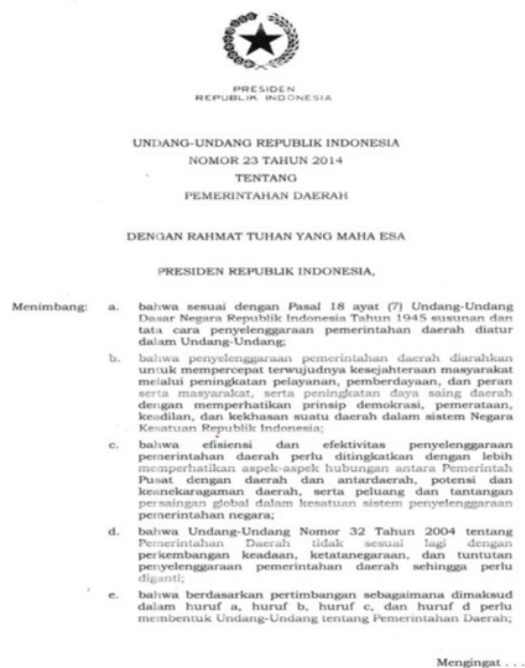 PRESIDEN
REPUBLIK INDONESIA
UNDANG-UNDANG REPUBLIK INDONESIA
NOMOR 23 TAHUN 2014
TENTANG
PEMERINTAHAN DAERAH
DENGAN RAHMAT TUHAN YANG MAHA ESA
PRESIDEN REPUBLIK INDONESIA,
Menimbang: a. bahwa sesuai dengan Pasal 18 ayat (7) Undang-Undang
Dasar Negara Republik Indonesia Tahun 1945 susunan dan
tata cara penyelenggaraan pemerintahan daerah diatur
dalam Undang-Undang;
b. bahwa penyelenggaraan pemerintahan daerah diarahkan
untuk mempercepat terwujudnya kesejahteraan masyarakat
melalui peningkatan pelayanan, pemberdayaan, dan peran
serta masyarakat, serta peningkatan daya saing daerah
dengan memperhatikan prinsip demokrasi, pemerataan,
keadilan, dan kekhasan suatu daerah dalam sistem Negara
Kesatuan Republik Indonesia;
c. bahwa efisiensi dan efektivitas penyelenggaraan
pemerintahan daerah perlu ditingkatkan dengan lebih
memperhatikan aspek-aspek hubungan antara Pemerintah
Pusat dengan daerah dan antardaerah, potensi dan
keanekaragaman daerah, serta peluang dan tantangan
persaingan global dalam kesatuan sistem penyelenggaraan
pemerintahan negara;
d. bahwa Undang-Undang Nomor 32 Tahun 2004 tentang
Pemerintahan Daerah tidak sesuai lagi dengan
perkembangan keadaan, ketatanegaraan, dan tuntutan
penyelenggaraan pemerintahan daerah sehingga perlu
diganti;
e. bahwa berdasarkan pertimbangan sebagaimana dimaksud
dalam huruf a, huruf b, huruf c, dan huruf d perlu
membentuk Undang-Undang tentang Pemerintahan Daerah;
Mengingat . . .